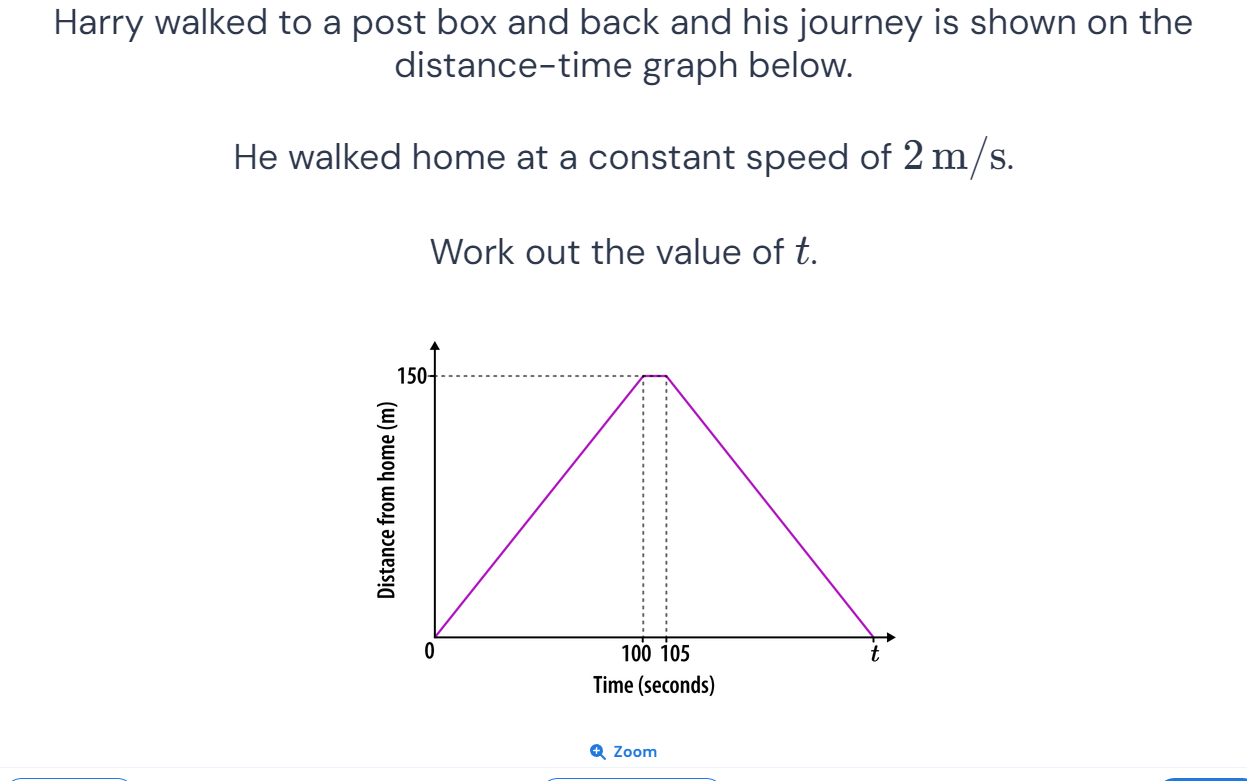 Harry walked to a post box and back and his journey is shown on the
distance-time graph below.
He walked home at a constant speed of 2 m/s.
Work out the value of t.
150
Distance from home (m)
0
100 105
t
Time (seconds)
Zoom